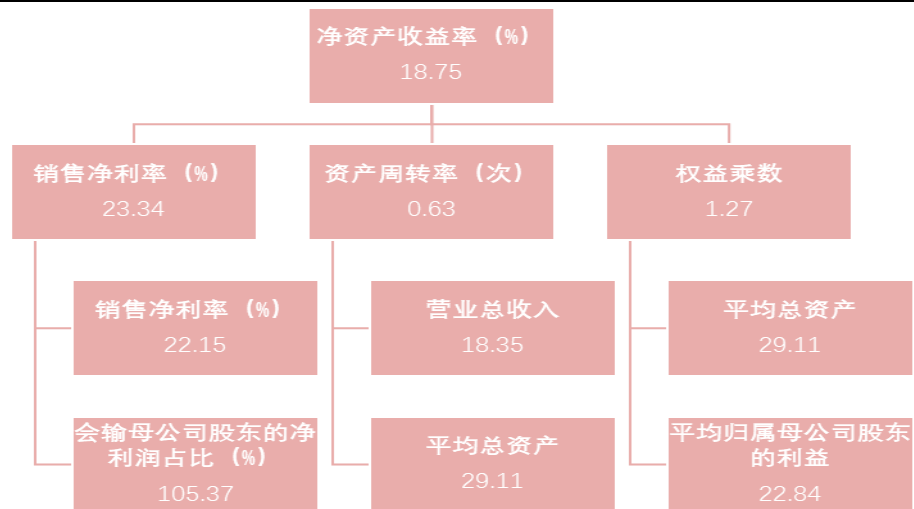 净资产收益率（%）
18.75
销售净利率（%）
23.34
资产周转率（次）
0.63
权益乘数
1.27
销售净利率（%）
22.15
营业总收入
18.35
平均总资产
29.11
会输母公司股东的净
利润占比（%）
105.37
平均总资产
29.11
平均归属母公司股东
的利益
22.84